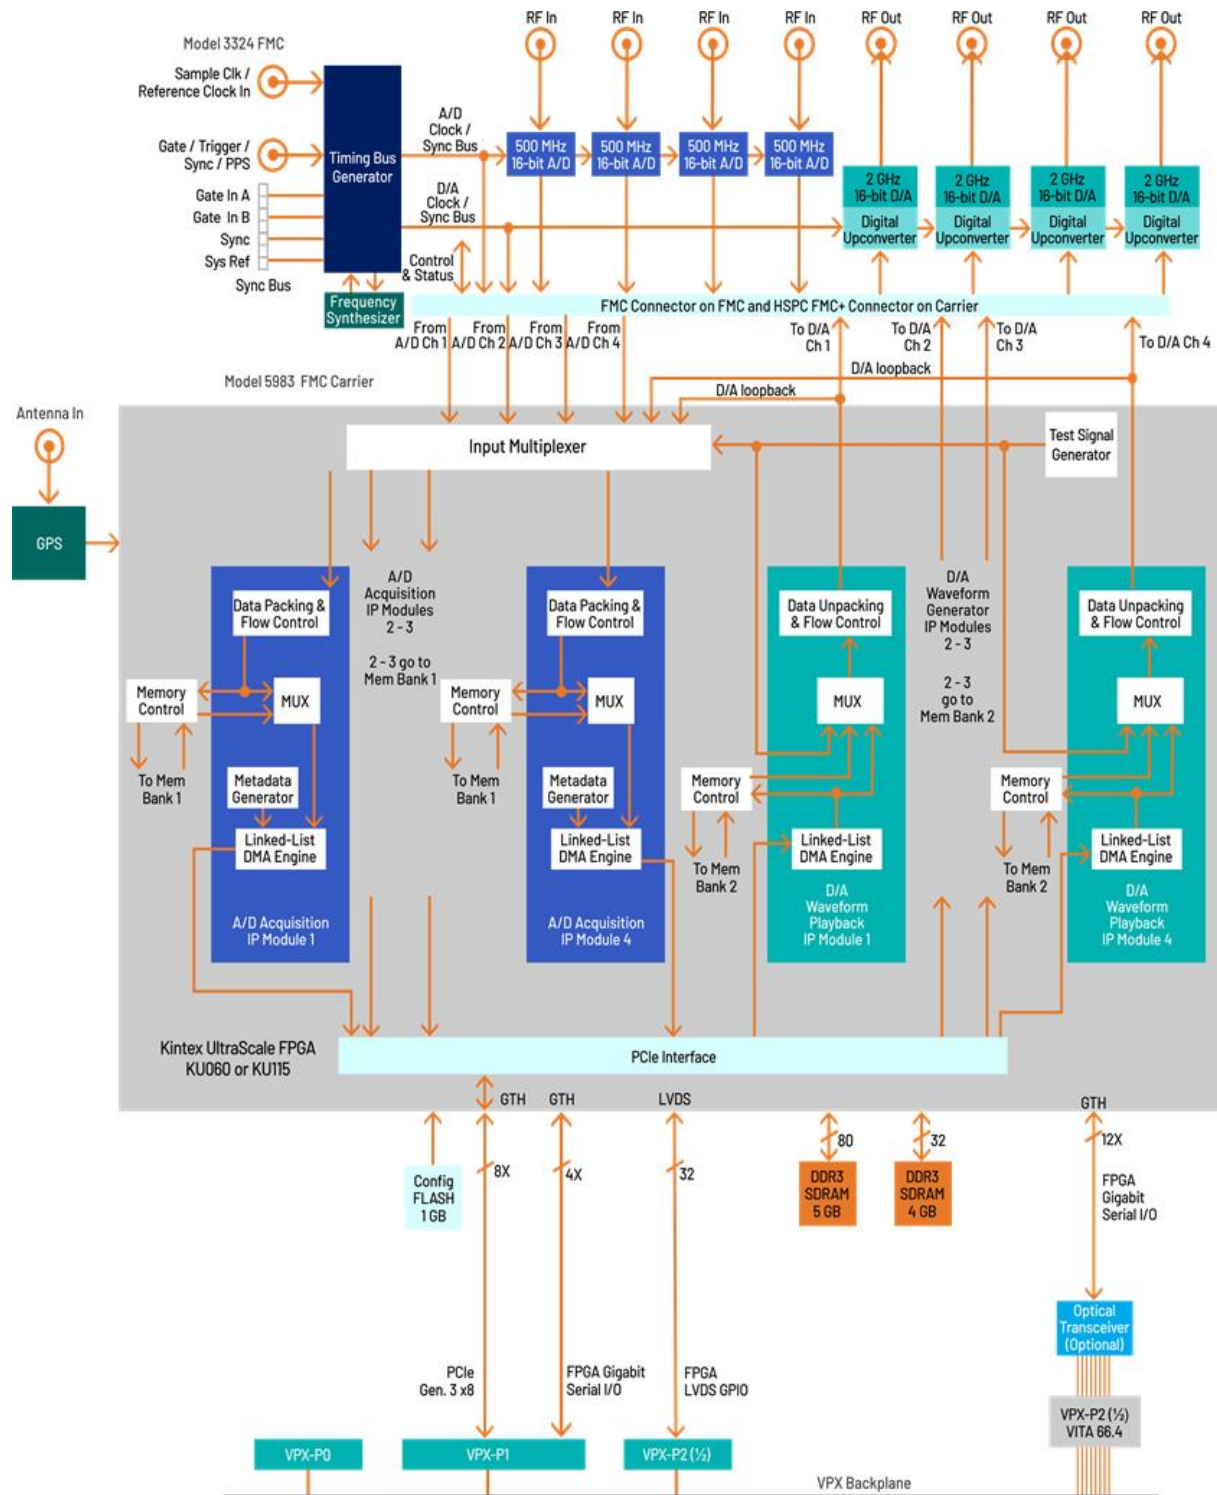 RF In
RF In
RF In
RF In
RF Out
RF Out
RF Out
RF Out
Model 3324 FMC
Sample Clk /
Reference Clock In
Gate / Trigger /
Sync / PPS
Gate In A
Gate In B
Sync
Sys Ref
Sync Bus
Timing Bus
Generator
Frequency
Synthesizer
A/D
Clock /
Sync Bus
D/A
Clock /
Sync Bus
Control
& Status
500 MHz
16-bit A/D
500 MHz
16-bit A/D
500 MHz
16-bit A/D
500 MHz
16-bit A/D
2 GHz
16-bit D/A
Digital
Upconverter
2 GHz
16-bit D/A
Digital
Upconverter
2 GHz
16-bit D/A
Digital
Upconverter
2 GHz
16-bit D/A
Digital
Upconverter
FMC Connector on FMC and HSPC FMC+ Connector on Carrier
From
A/D Ch 1
From
A/D Ch 2
From
A/D Ch 3
From
A/D Ch 4
To D/A
Ch 1
To D/A
Ch 2
To D/A
Ch 3
To D/A Ch 4
D/A loopback
D/A loopback
Model 5983 FMC Carrier
Antenna In
GPS
Input Multiplexer
Test Signal
Generator
Data Packing &
Flow Control
Memory
Control
MUX
To Mem
Bank 1
Metadata
Generator
Linked-List
DMA Engine
A/D Acquisition
IP Module 1
A/D
Acquisition
IP Modules
2 - 3
2 - 3 go to
Mem Bank 1
Data Packing &
Flow Control
Memory
Control
MUX
To Mem
Bank 1
Metadata
Generator
Linked-List
DMA Engine
A/D Acquisition
IP Module 4
Data Unpacking
& Flow Control
MUX
Memory
Control
To Mem
Bank 2
Linked-List
DMA Engine
D/A
Waveform
Playback
IP Module 1
D/A
Waveform
Generator
IP Modules
2 - 3
2 - 3
go to
Mem Bank 2
Data Unpacking
& Flow Control
MUX
Memory
Control
To Mem
Bank 2
Linked-List
DMA Engine
D/A
Waveform
Playback
IP Module 4
Kintex UltraScale FPGA
KU060 or KU115
PCIe Interface
GTH
GTH
LVDS
GTH
8X
4X
32
80
32
12X
Config
FLASH
1 GB
DDR3
SDRAM
5 GB
DDR3
SDRAM
4 GB
FPGA
Gigabit
Serial I/O
Optical
Transceiver
(Optional)
PCIe
Gen. 3 x8
FPGA Gigabit
Serial I/O
FPGA
LVDS GPIO
VPX-P2 (½)
VITA 66.4
VPX-P0
VPX-P1
VPX-P2 (½)
VPX Backplane